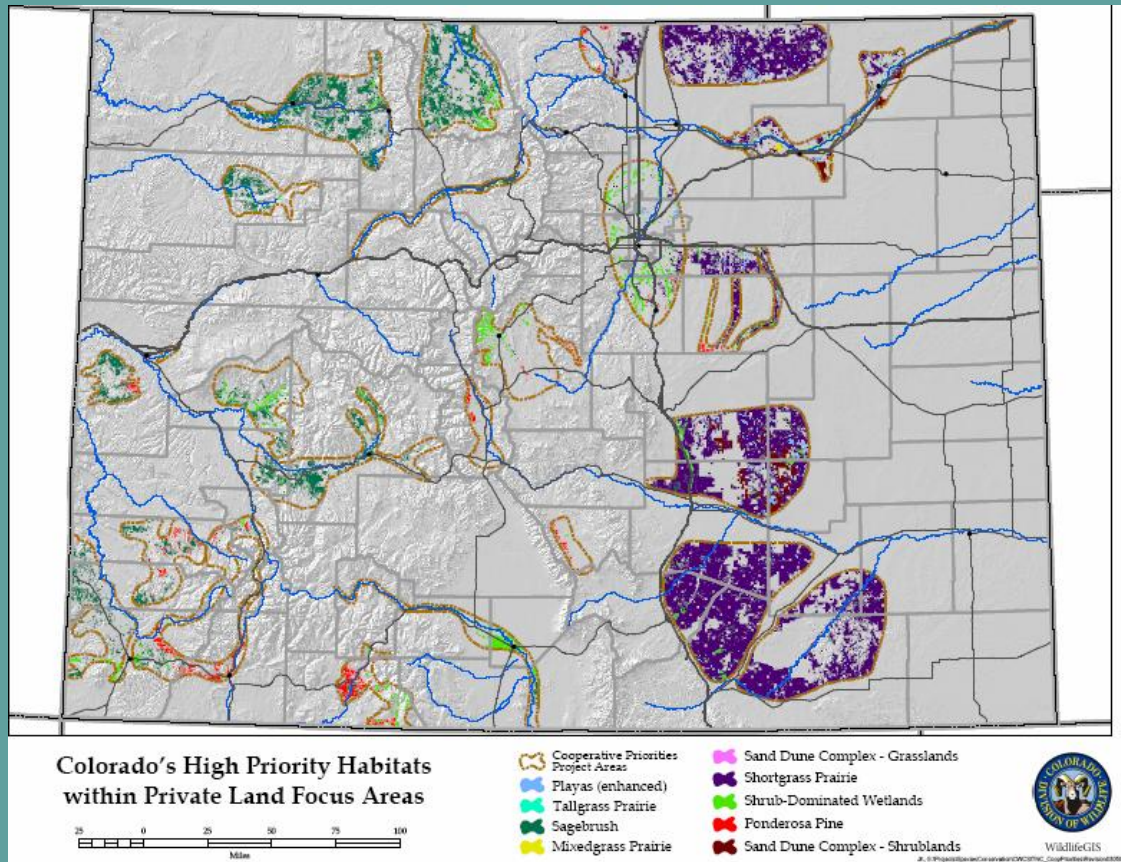 Colorado's High Priority Habitats
within Private Land Focus Areas
25 0 25 50 75 100
Miles
Cooperative Priorities
Project Areas
Playas (enhanced)
Tallgrass Prairie
Sagebrush
Mixedgrass Prairie
Sand Dune Complex - Grasslands
Shortgrass Prairie
Shrub-Dominated Wetlands
Ponderosa Pine
Sand Dune Complex - Shrublands
COLORADO
DIVISION OF WILDLIFE
WildlifeGIS